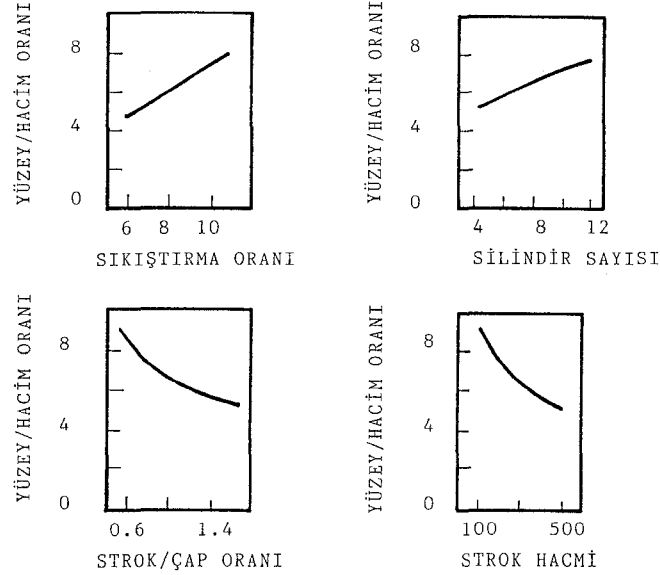 YÜZEY/HACİM ORANI
8
4
0
6 8 10
SIKIŞTIRMA ORANI
YÜZEY/HACİM ORANI
8
4
0
4 8 12
SİLİNDİR SAYISI
YÜZEY/HACİM ORANI
8
4
0
0.6 1.4
STROK/ÇAP ORANI
YÜZEY/HACİM ORANI
8
4
0
100 500
STROK HACMİ